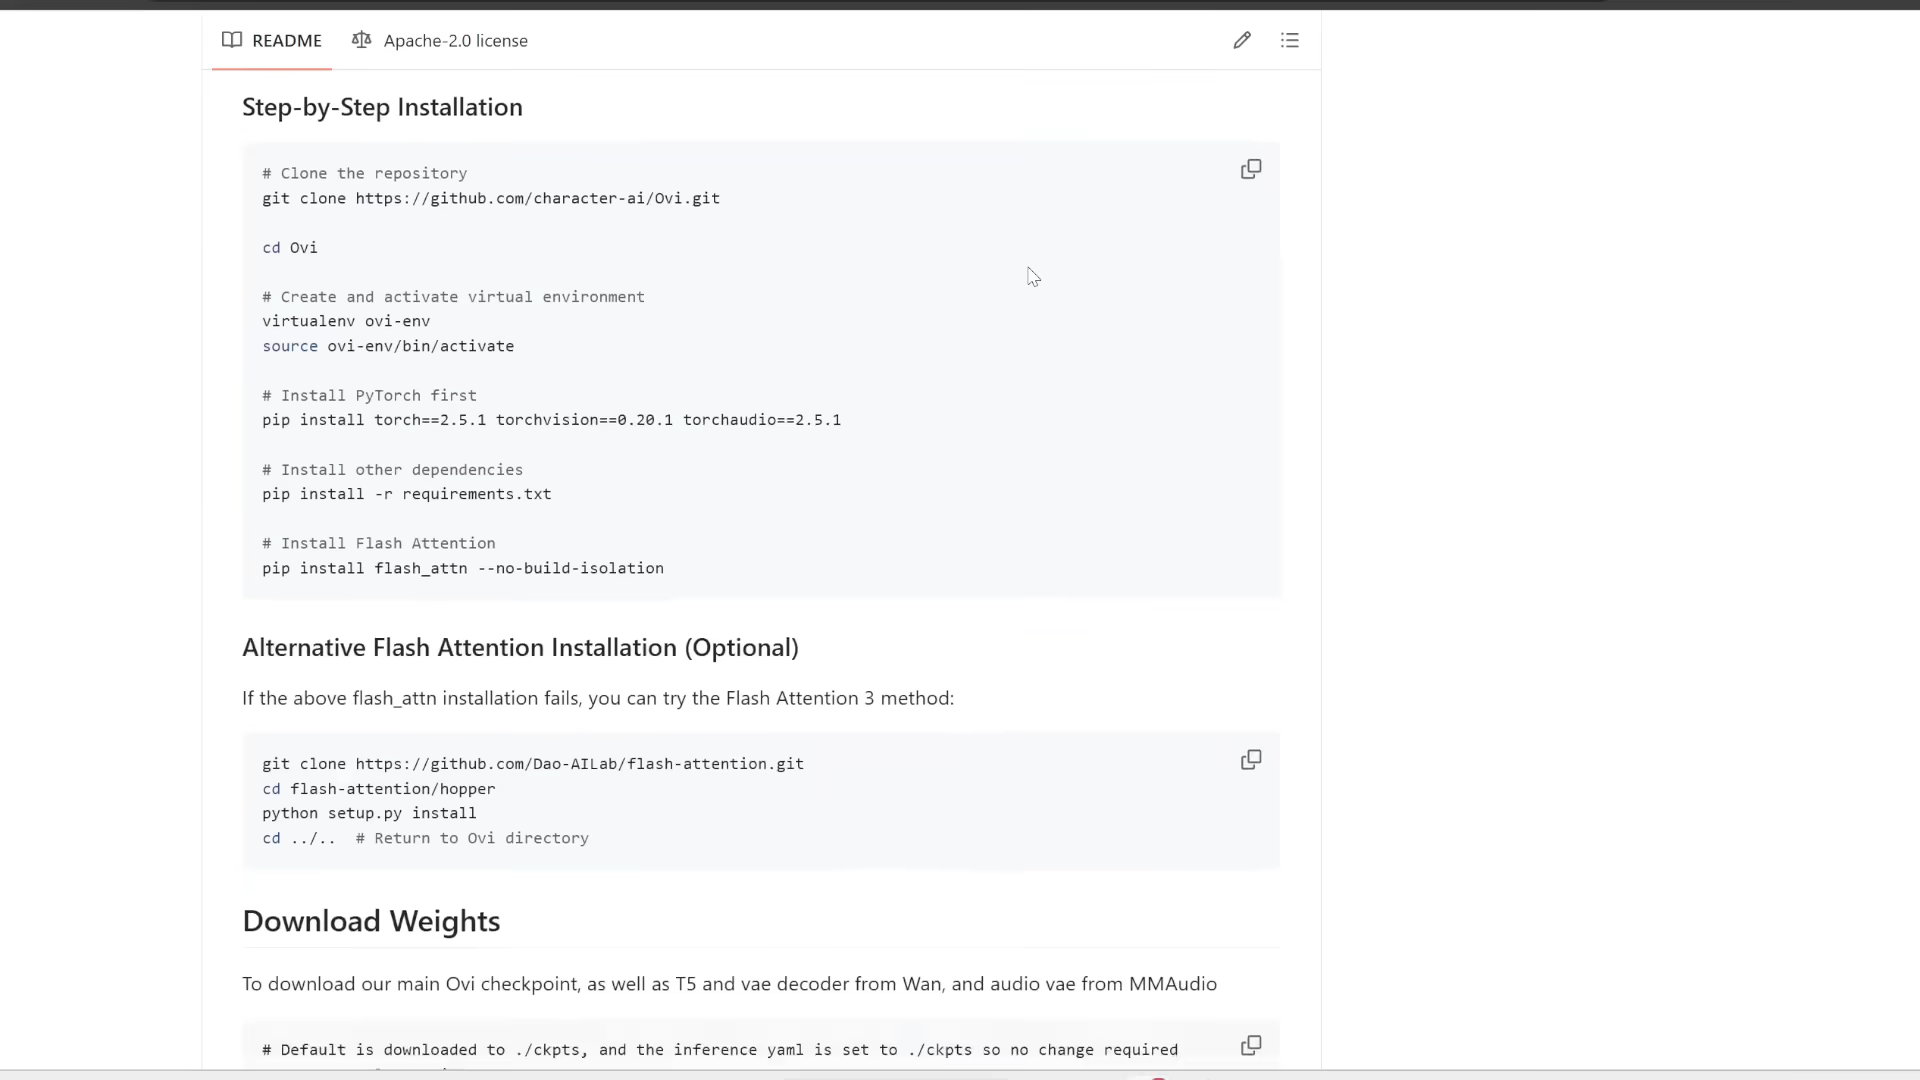 README
Apache-2.0 license
Step-by-Step Installation
# Clone the repository
git clone https://github.com/character-ai/Ovi.git
cd Ovi
# Create and activate virtual environment
virtualenv ovi-env
source ovi-env/bin/activate
# Install PyTorch first
pip install torch==2.5.1 torchvision==0.20.1 torchaudio==2.5.1
# Install other dependencies
pip install -r requirements.txt
# Install Flash Attention
pip install flash_attn --no-build-isolation
Alternative Flash Attention Installation (Optional)
If the above flash_attn installation fails, you can try the Flash Attention 3 method:
git clone https://github.com/Dao-AILab/flash-attention.git
cd flash-attention/hopper
python setup.py install
cd ../..  # Return to Ovi directory
Download Weights
To download our main Ovi checkpoint, as well as T5 and vae decoder from Wan, and audio vae from MMAudio
# Default is downloaded to ./ckpts, and the inference yaml is set to ./ckpts so no change required